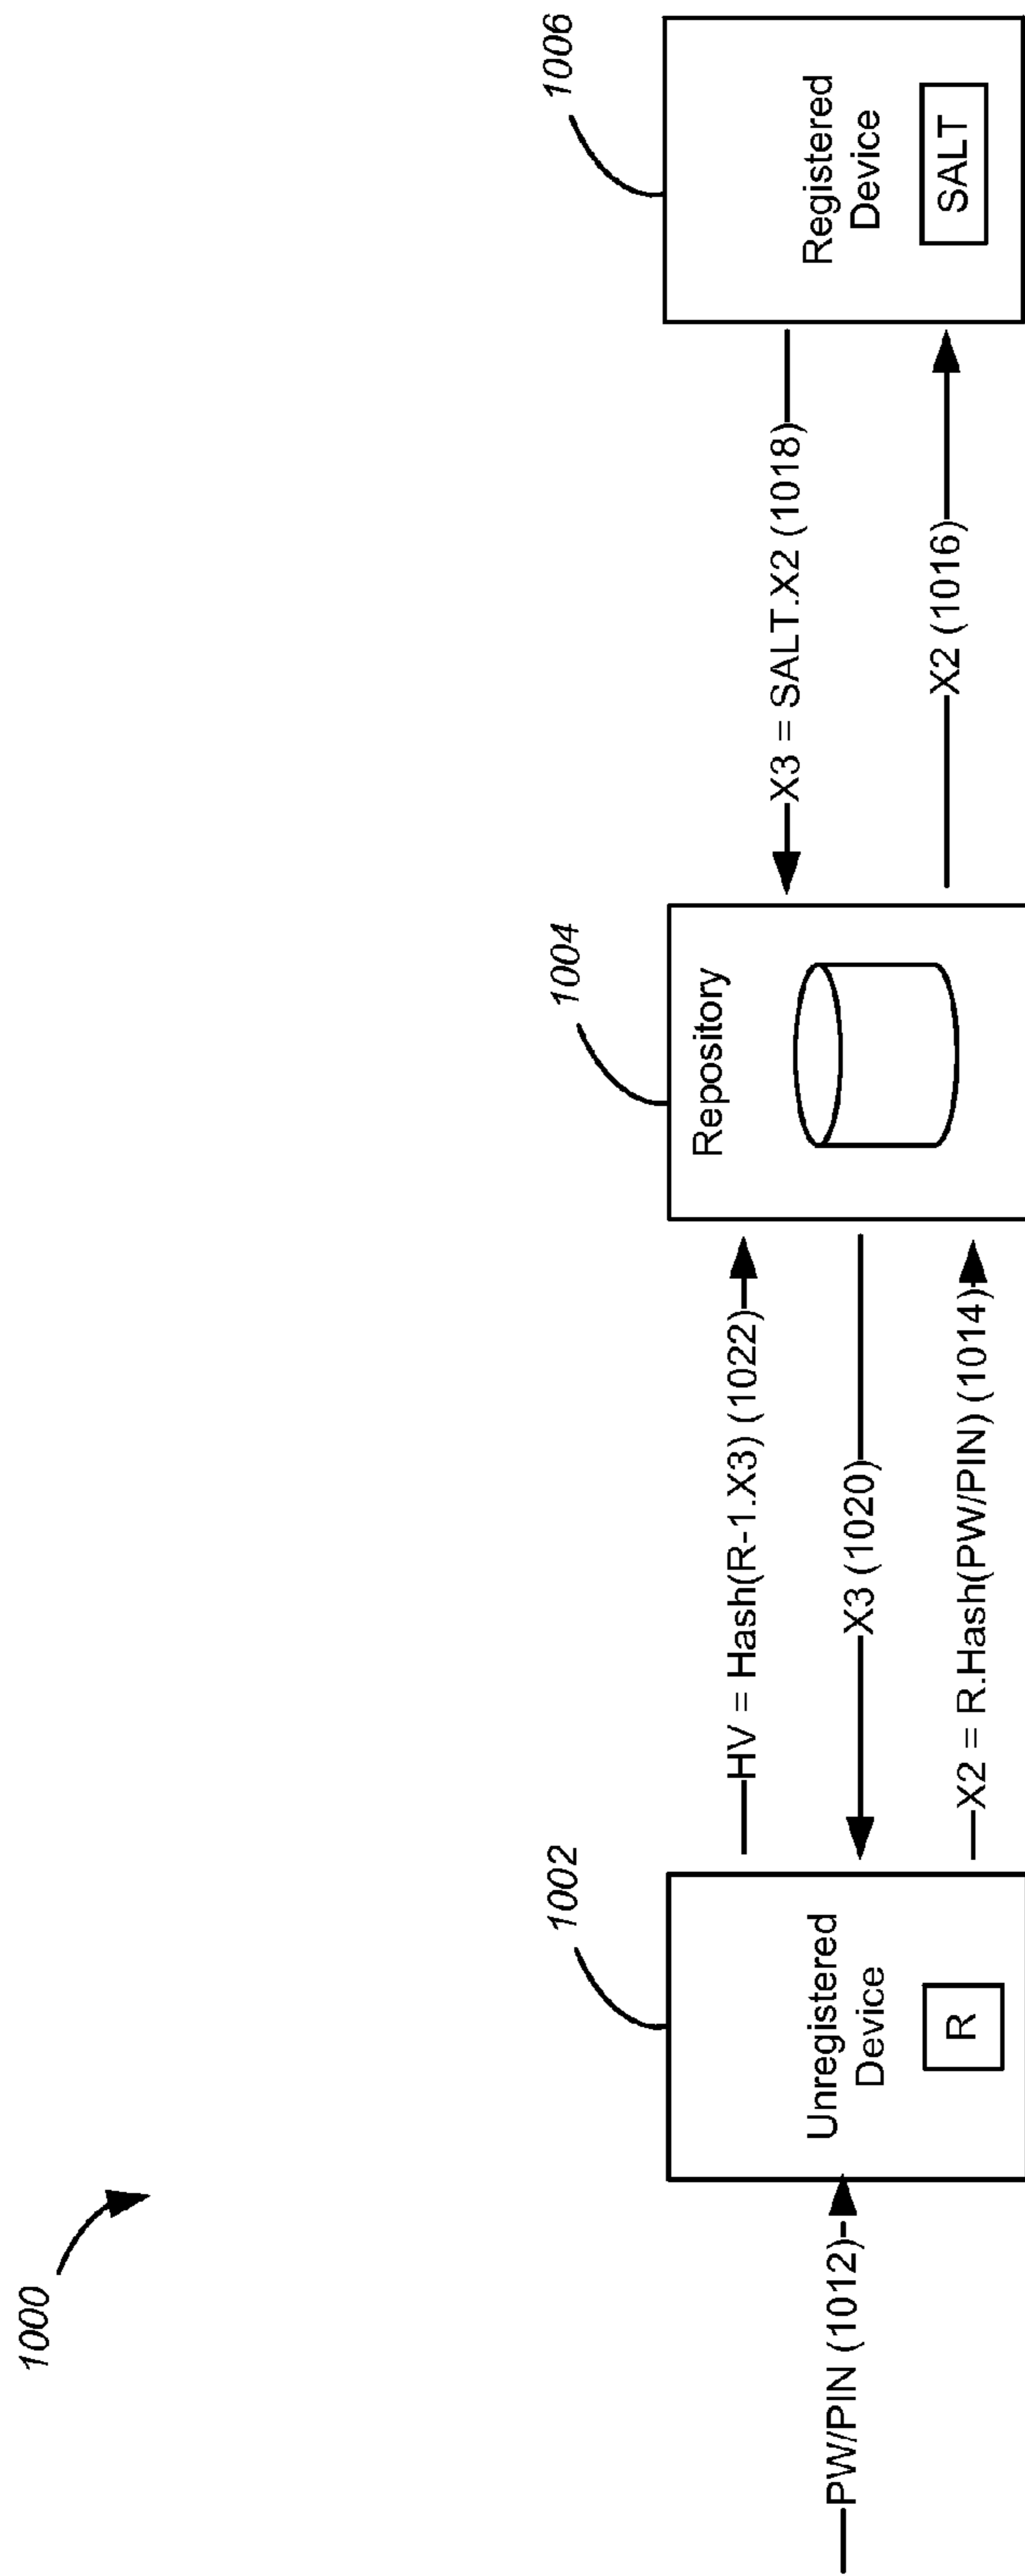 1000
1002
1004
1006
PW/PIN (1012)
Unregistered
Device
R
HV = Hash(R-1.X3) (1022)
X3 (1020)
X2 = R.Hash(PW/PIN) (1014)
Repository
X3 = SALT.X2 (1018)
X2 (1016)
Registered
Device
SALT